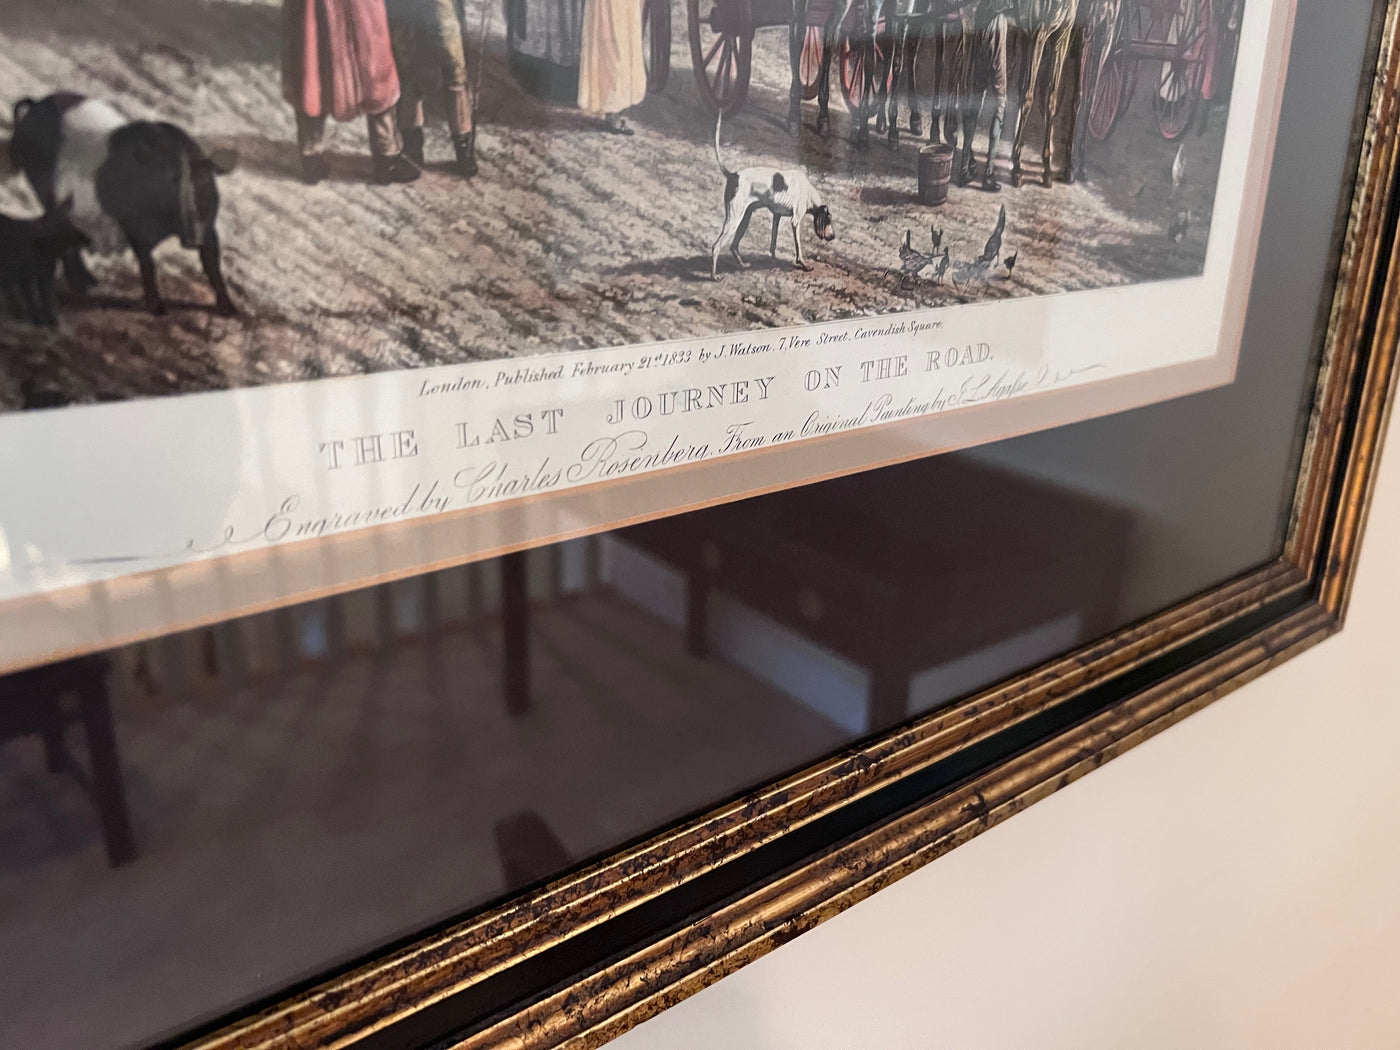 London, Published February 21st 1833 by J. Watson. 7, Vere Street, Cavendish Square.
THE LAST JOURNEY ON THE ROAD.
Engraved by Charles Rosenberg. From an Original Painting by J. L. Agasse